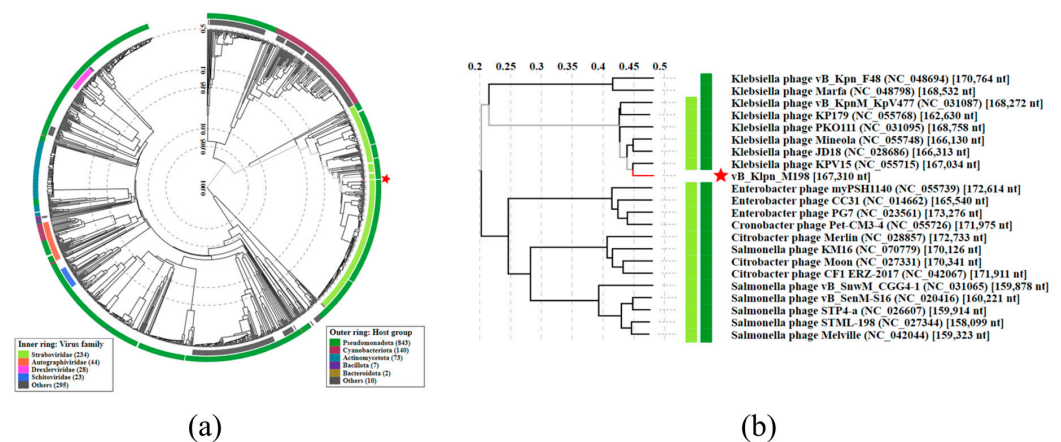 0.5
0.1
0.05
0.01
0.005
0.001
Inner ring: Virus family
Straboviridae (234)
Autographiviridae (44)
Drexlerviridae (28)
Schitoviridae (23)
Others (295)
Outer ring: Host group
Pseudomonadota (843)
Cyanobacteriota (140)
Actinomycetota (73)
Bacillota (7)
Bacteroidota (2)
Others (10)
(a)
0.2 0.25 0.3 0.35 0.4 0.45 0.5
Klebsiella phage vB_Kpn_F48 (NC_048694) [170,764 nt]
Klebsiella phage Marfa (NC_048798) [168,532 nt]
Klebsiella phage vB_KpnM_KpV477 (NC_031087) [168,272 nt]
Klebsiella phage KP179 (NC_055768) [162,630 nt]
Klebsiella phage PKO111 (NC_031095) [168,758 nt]
Klebsiella phage Mineola (NC_055748) [166,130 nt]
Klebsiella phage JD18 (NC_028686) [166,313 nt]
Klebsiella phage KPV15 (NC_055715) [167,034 nt]
vB_Klpn_M198 [167,310 nt]
Enterobacter phage myPSH1140 (NC_055739) [172,614 nt]
Enterobacter phage CC31 (NC_014662) [165,540 nt]
Enterobacter phage PG7 (NC_023561) [173,276 nt]
Cronobacter phage Pet-CM3-4 (NC_055726) [171,975 nt]
Citrobacter phage Merlin (NC_028857) [172,733 nt]
Salmonella phage KM16 (NC_070779) [170,126 nt]
Citrobacter phage Moon (NC_027331) [170,341 nt]
Citrobacter phage CF1 ERZ-2017 (NC_042067) [171,911 nt]
Salmonella phage vB_SnwM_CGG4-1 (NC_031065) [159,878 nt]
Salmonella phage vB_SenM-S16 (NC_020416) [160,221 nt]
Salmonella phage STP4-a (NC_026607) [159,914 nt]
Salmonella phage STML-198 (NC_027344) [158,099 nt]
Salmonella phage Melville (NC_042044) [159,323 nt]
(b)